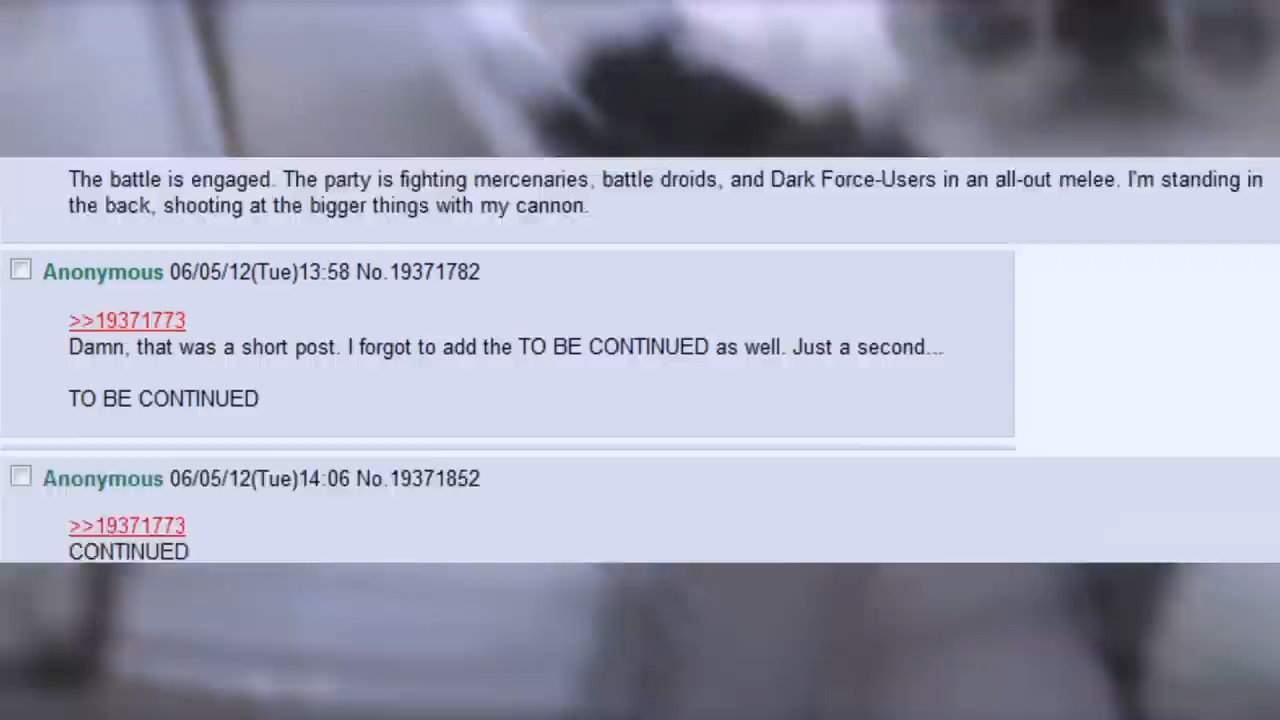 The battle is engaged. The party is fighting mercenaries, battle droids, and Dark Force-Users in an all-out melee. I'm standing in
the back, shooting at the bigger things with my cannon.
Anonymous 06/05/12(Tue)13:58 No.19371782
>>19371773
Damn, that was a short post. I forgot to add the TO BE CONTINUED as well. Just a second...
TO BE CONTINUED
Anonymous 06/05/12(Tue)14:06 No.19371852
>>19371773
CONTINUED